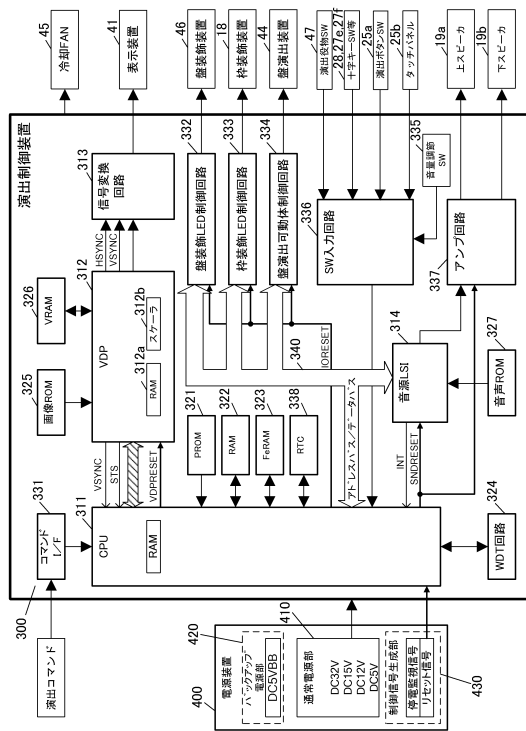 演出制御装置
300
演出コマンド
コマンド
I/F
331
311
CPU
RAM
VSYNC
STS
VDPRESET
画像ROM
325
VRAM
326
312
VDP
312a
RAM
312b
スケーラ
HSYNC
VSYNC
313
信号変換
回路
冷却FAN
45
表示装置
41
盤装飾装置
46
枠装飾装置
18
盤演出装置
44
盤装飾LED制御回路
332
枠装飾LED制御回路
333
盤演出可動体制御回路
334
PROM
321
RAM
322
FeRAM
323
RTC
338
IORESET
340
アドレスバス/データバス
演出役物SW
47
十字キーSW等
28,27e,27f
演出ボタンSW
25a
タッチパネル
25b
音量調節
SW
335
336
SW入力回路
上スピーカ
19a
下スピーカ
19b
アンプ回路
337
314
音源LSI
INT
SNDRESET
音声ROM
327
WDT回路
324
400
電源装置
420
バックアップ
電源部
DC5VBB
410
通常電源部
DC32V
DC15V
DC12V
DC5V
制御信号生成部
停電監視信号
リセット信号
430